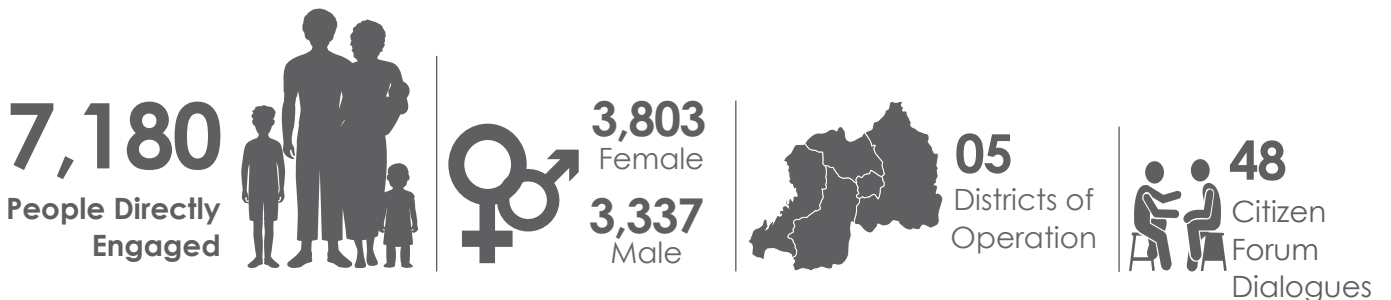 7,180
People Directly
Engaged
3,803
Female
3,337
Male
05
Districts of
Operation
48
Citizen
Forum
Dialogues